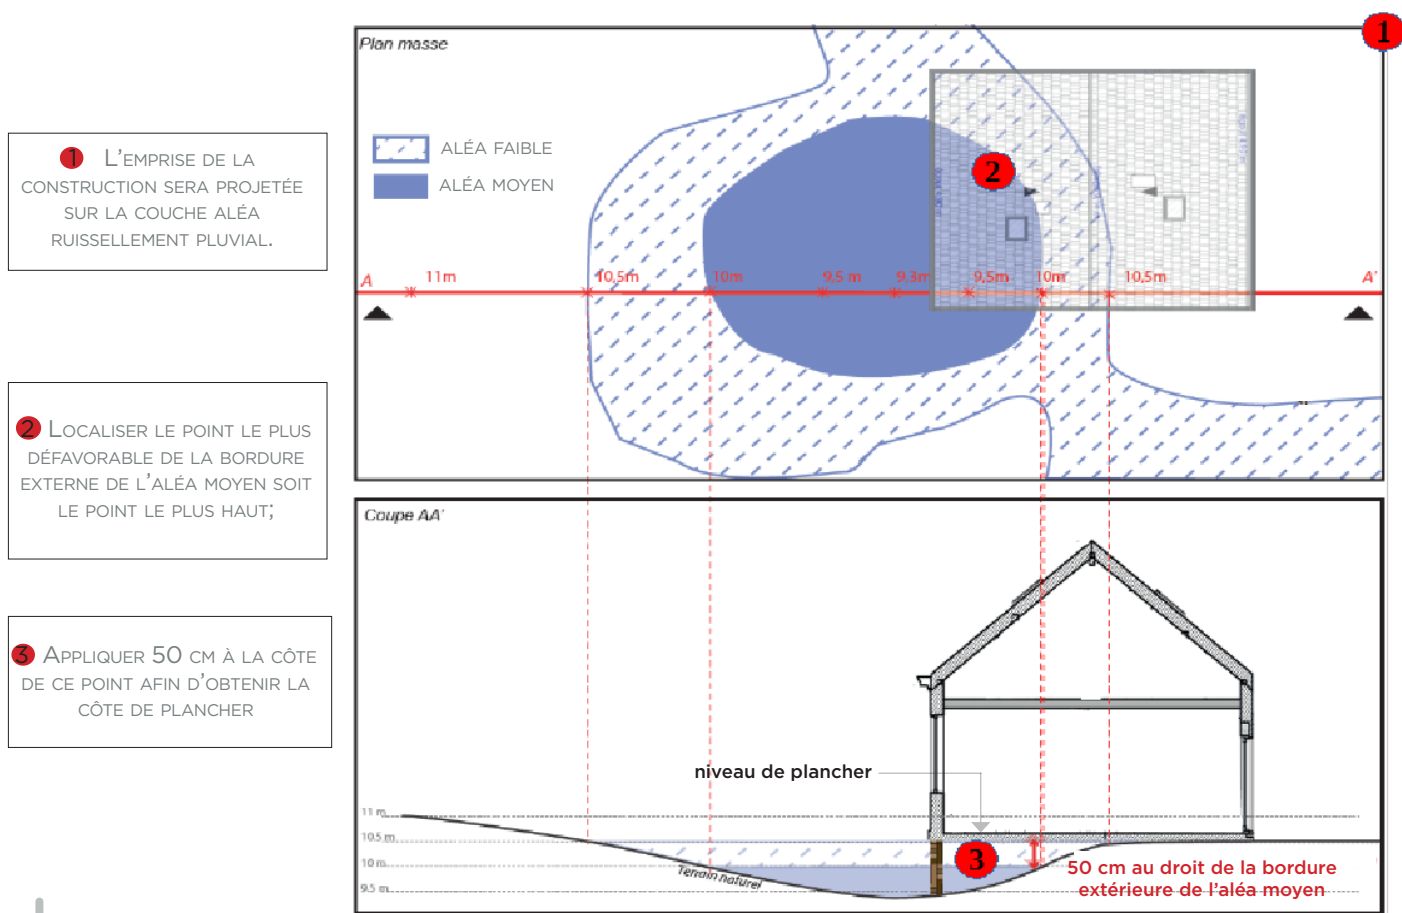 1 L'EMPRISE DE LA
CONSTRUCTION SERA PROJETÉE
SUR LA COUCHE ALÉA
RUISSELLEMENT PLUVIAL.
2 LOCALISER LE POINT LE PLUS
DÉFAVORABLE DE LA BORDURE
EXTERNE DE L'ALÉA MOYEN SOIT
LE POINT LE PLUS HAUT;
3 APPLIQUER 50 CM À LA CÔTE
DE CE POINT AFIN D'OBTENIR LA
CÔTE DE PLANCHER
Plan masse
1
ALÉA FAIBLE
ALÉA MOYEN
2
A 11m 10,5m 10m 9,5 m 9,3m 9,5m 10m 10,5m A'
Coupe AA'
niveau de plancher
11 m
10.5 m
10 m
9.5 m
Terrain naturel
3
50 cm au droit de la bordure
extérieure de l'aléa moyen